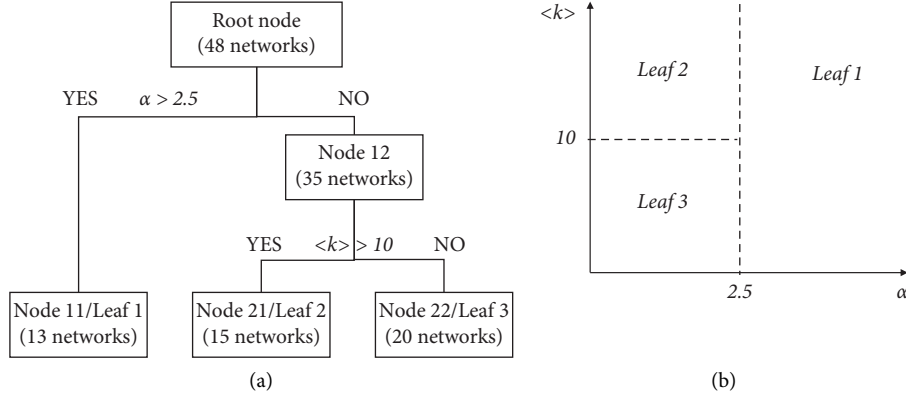 Root node
(48 networks)
YES
α > 2.5
NO
Node 12
(35 networks)
YES
<k> > 10
NO
Node 11/Leaf 1
(13 networks)
Node 21/Leaf 2
(15 networks)
Node 22/Leaf 3
(20 networks)
(a)
<k>
Leaf 2
Leaf 1
10
Leaf 3
2.5
α
(b)